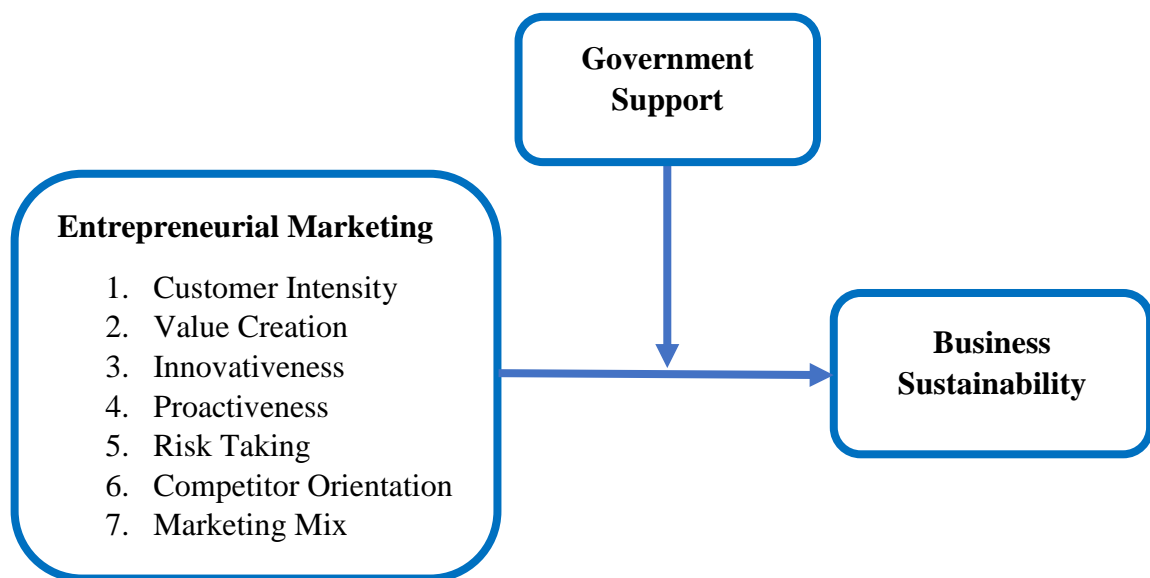 Government
Support
Entrepreneurial Marketing
1. Customer Intensity
2. Value Creation
3. Innovativeness
4. Proactiveness
5. Risk Taking
6. Competitor Orientation
7. Marketing Mix
Business
Sustainability